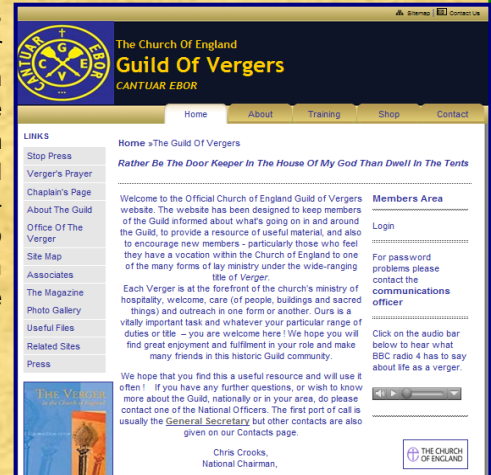 Sitemap | Contact Us
CANTUAR EBOR
C G E V
The Church Of England
Guild Of Vergers
CANTUAR EBOR
Home About Training Shop Contact
LINKS
Stop Press
Verger's Prayer
Chaplain's Page
About The Guild
Office Of The
Verger
Site Map
Associates
The Magazine
Photo Gallery
Useful Files
Related Sites
Press
THE VERGER
Home »The Guild Of Vergers
Rather Be The Door Keeper In The House Of My God Than Dwell In The Tents
Welcome to the Official Church of England Guild of Vergers
website. The website has been designed to keep members
of the Guild informed about what's going on in and around
the Guild, to provide a resource of useful material, and also
to encourage new members - particularly those who feel
they have a vocation within the Church of England to one
of the many forms of lay ministry under the wide-ranging
title of Verger.
Each Verger is at the forefront of the church's ministry of
hospitality, welcome, care (of people, buildings and sacred
things) and outreach in one form or another. Ours is a
vitally important task and whatever your particular range of
duties or title – you are welcome here ! We hope you will
find great enjoyment and fulfilment in your role and make
many friends in this historic Guild community.
We hope that you find this a useful resource and will use it
often ! If you have any further questions, or wish to know
more about the Guild, nationally or in your area, do please
contact one of the National Officers. The first port of call is
usually the General Secretary but other contacts are also
given on our Contacts page.
Chris Crooks,
National Chairman,
Members Area
Login
For password
problems please
contact the
communications
officer
Click on the audio bar
below to hear what
BBC radio 4 has to say
about life as a verger.
THE CHURCH
OF ENGLAND